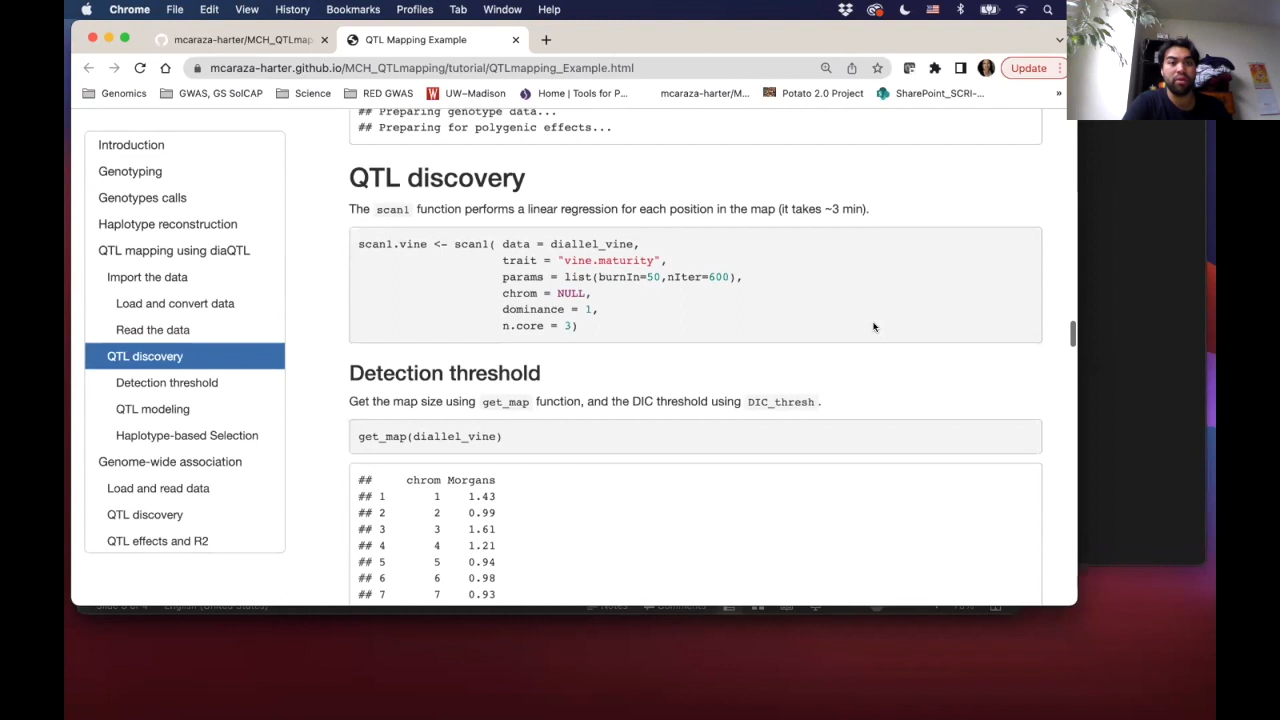 Chrome File Edit View History Bookmarks Profiles Tab Window Help
mcaraza-harter/MCH_QTLmap
QTL Mapping Example
mcaraza-harter.github.io/MCH_QTLmapping/tutorial/QTLmapping_Example.html
Update
Genomics GWAS, GS SolCAP Science RED GWAS UW–Madison Home | Tools for P... mcaraza-harter/M... Potato 2.0 Project SharePoint_SCRI-... »
Introduction
Genotyping
Genotypes calls
Haplotype reconstruction
QTL mapping using diaQTL
Import the data
Load and convert data
Read the data
QTL discovery
Detection threshold
QTL modeling
Haplotype-based Selection
Genome-wide association
Load and read data
QTL discovery
QTL effects and R2
## Preparing genotype data...
## Preparing for polygenic effects...
QTL discovery
The scan1 function performs a linear regression for each position in the map (it takes ~3 min).
scan1.vine <- scan1( data = diallel_vine,
trait = "vine.maturity",
params = list(burnIn=50,nIter=600),
chrom = NULL,
dominance = 1,
n.core = 3)
Detection threshold
Get the map size using get_map function, and the DIC threshold using DIC_thresh.
get_map(diallel_vine)
## chrom Morgans
## 1 1 1.43
## 2 2 0.99
## 3 3 1.61
## 4 4 1.21
## 5 5 0.94
## 6 6 0.98
## 7 7 0.93